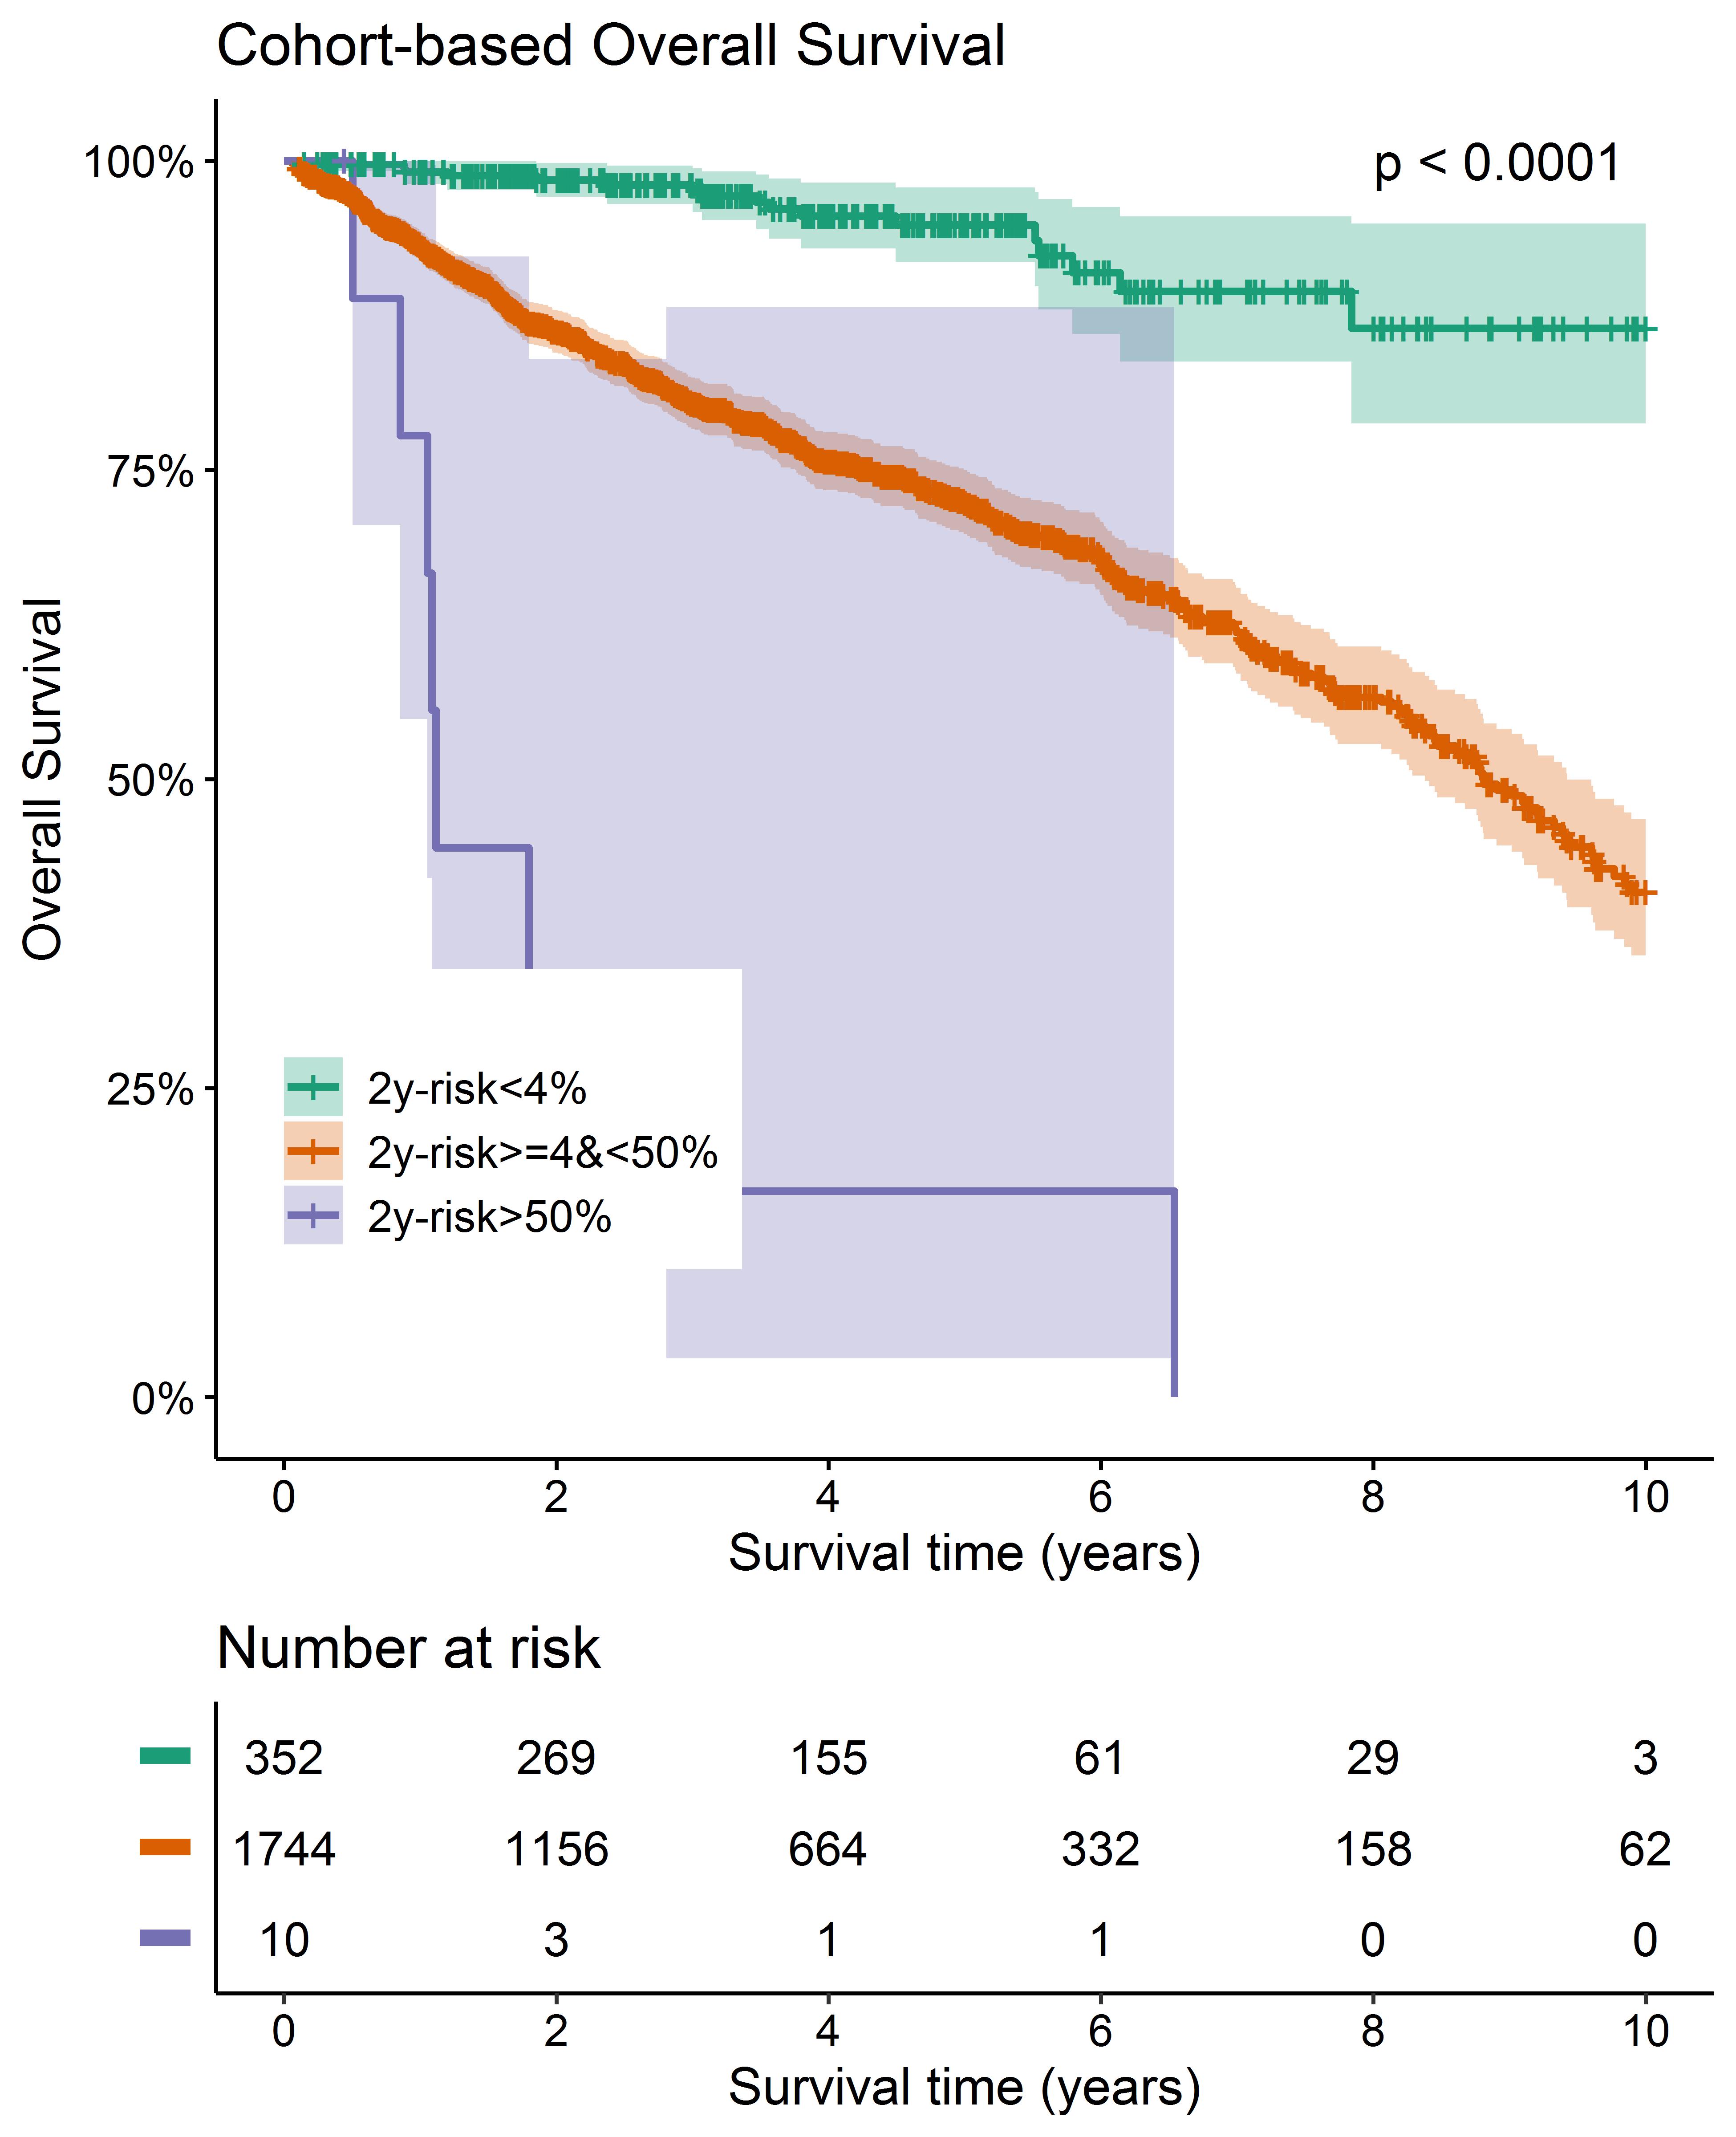 Cohort-based Overall Survival
p < 0.0001
100%
75%
50%
25%
0%
Overall Survival
2y-risk<4%
2y-risk>=4&<50%
2y-risk>50%
0 2 4 6 8 10
Survival time (years)
Number at risk
352 269 155 61 29 3
1744 1156 664 332 158 62
10 3 1 1 0 0
0 2 4 6 8 10
Survival time (years)